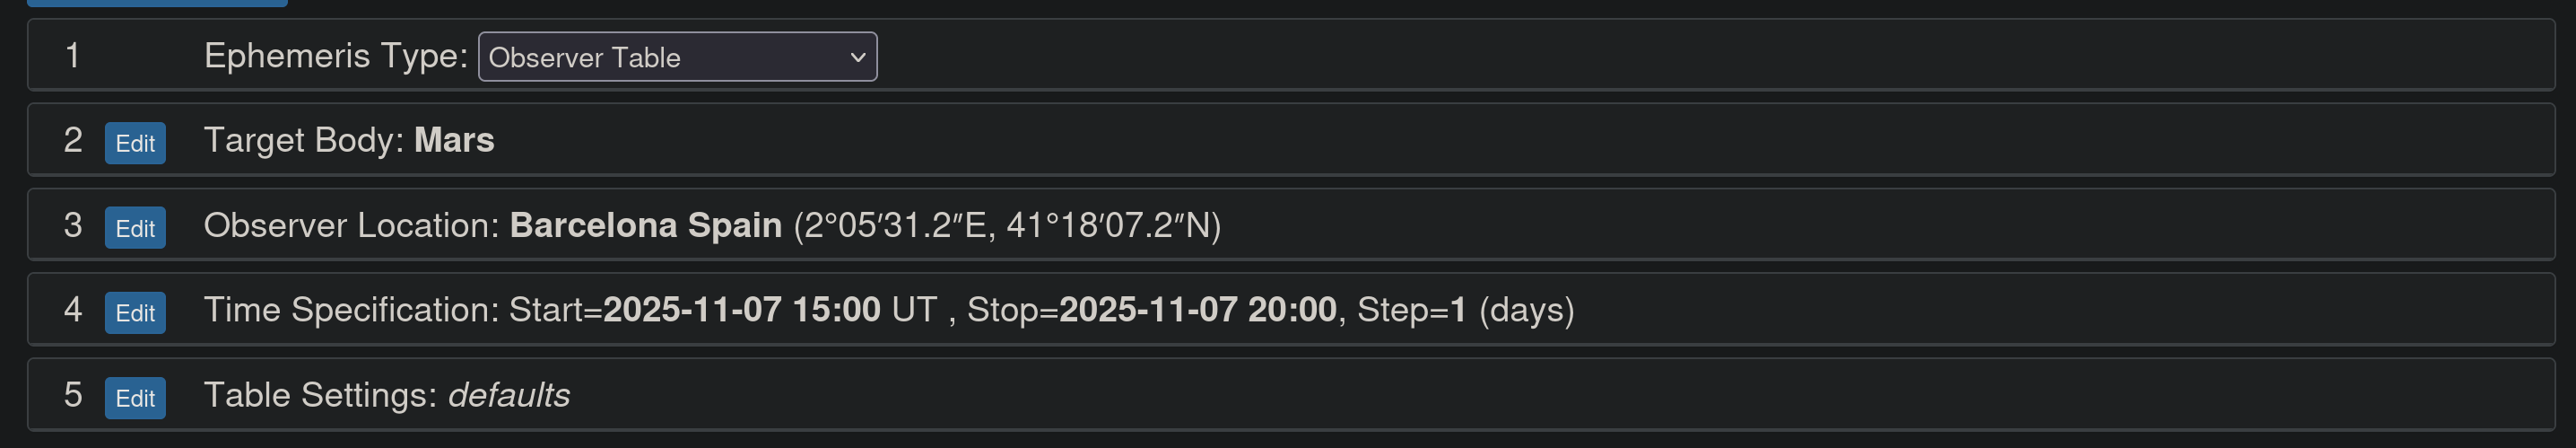 1 Ephemeris Type: Observer Table
2 Edit Target Body: Mars
3 Edit Observer Location: Barcelona Spain (2°05′31.2″E, 41°18′07.2″N)
4 Edit Time Specification: Start=2025-11-07 15:00 UT , Stop=2025-11-07 20:00, Step=1 (days)
5 Edit Table Settings: defaults